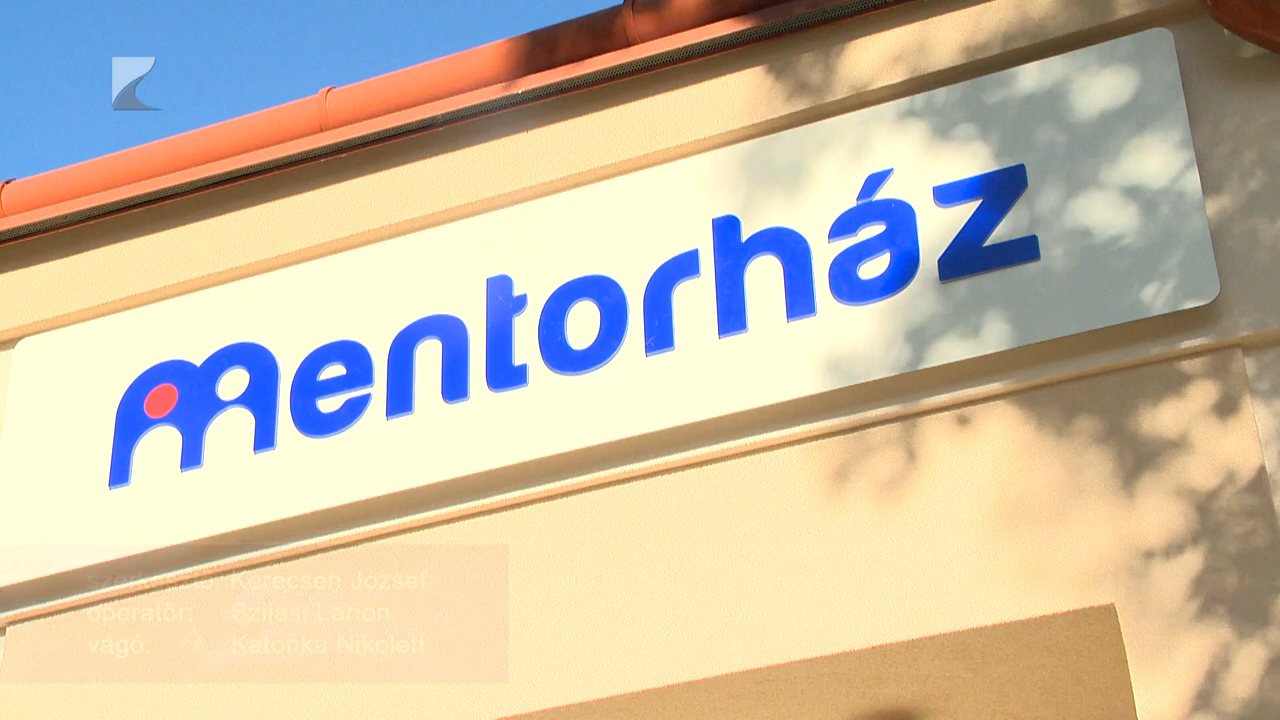 mentorház
szerkesztő: Kerecsen József
operatőr: Szilasi Larion
vágó: Katonka Nikolett